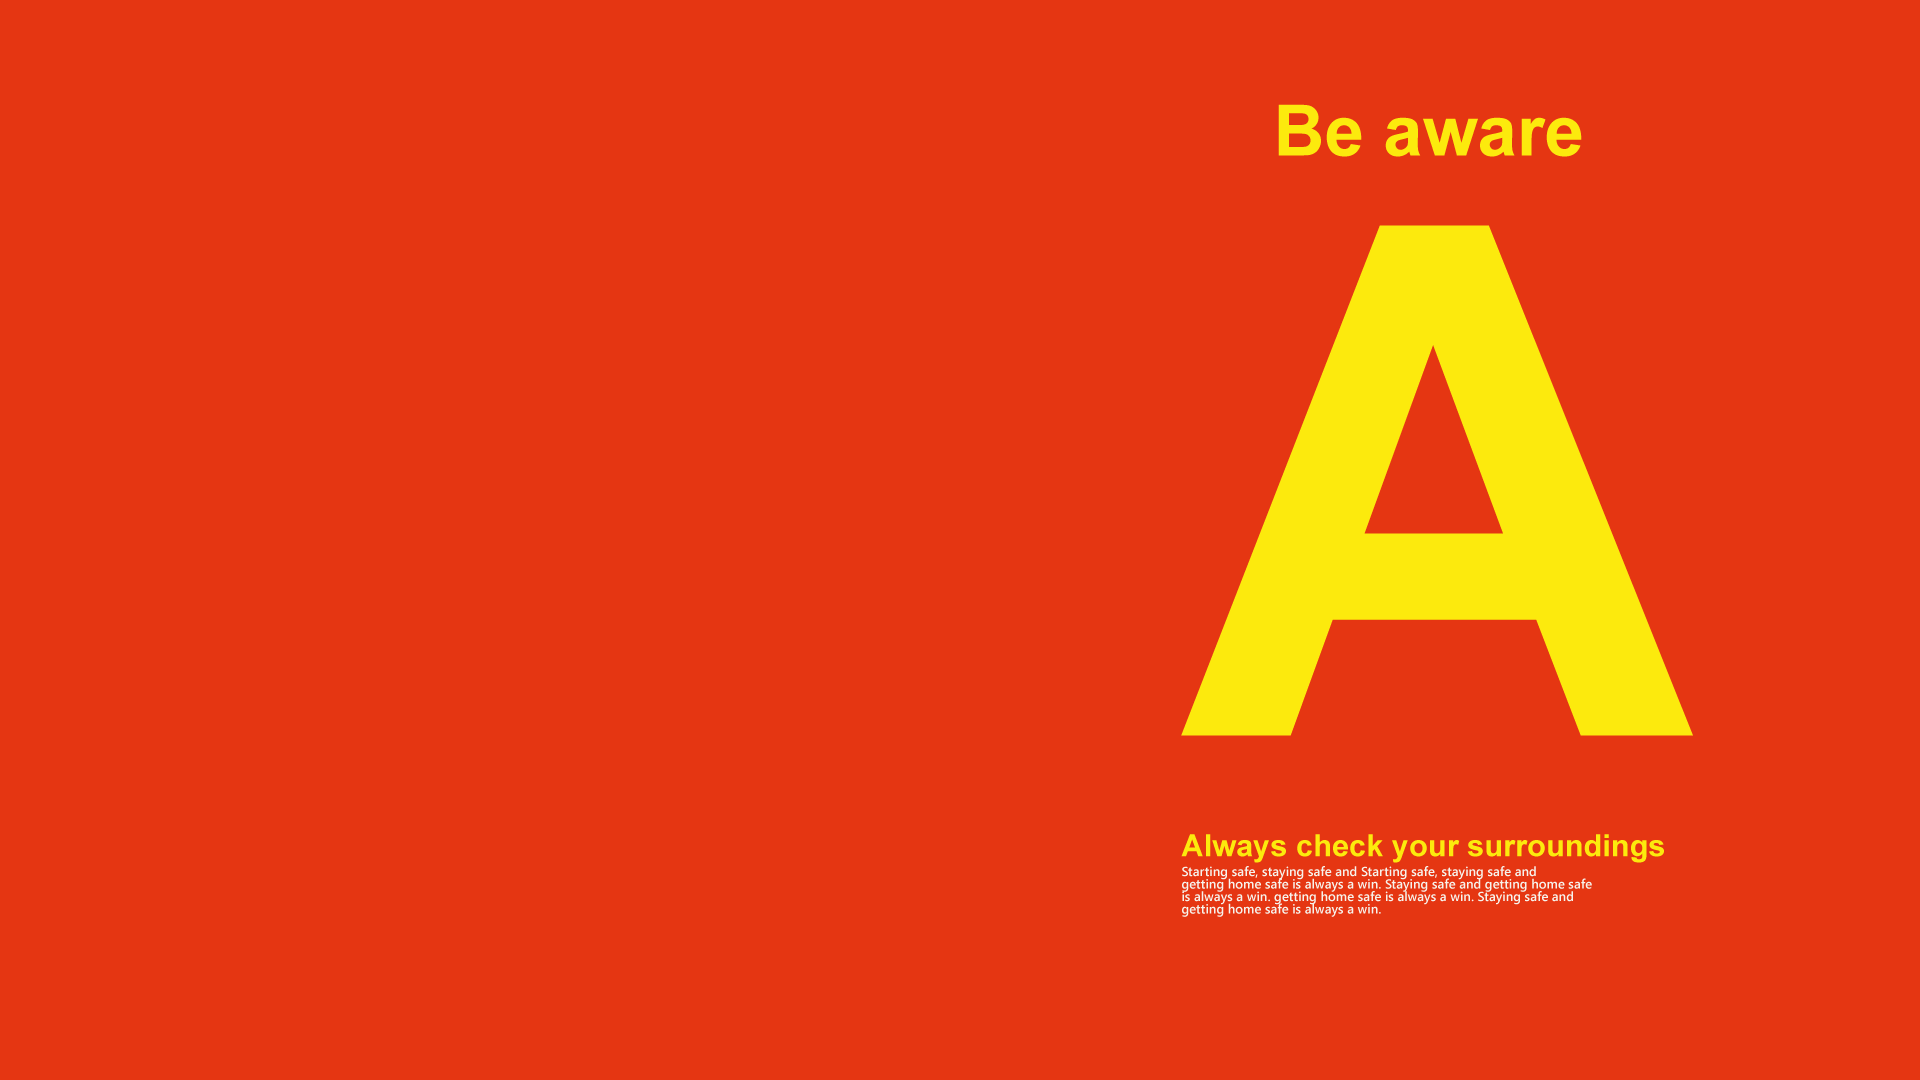 Be aware
A
Always check your surroundings
Starting safe, staying safe and Starting safe, staying safe and
getting home safe is always a win. Staying safe and getting home safe
is always a win. getting home safe is always a win. Staying safe and
getting home safe is always a win.